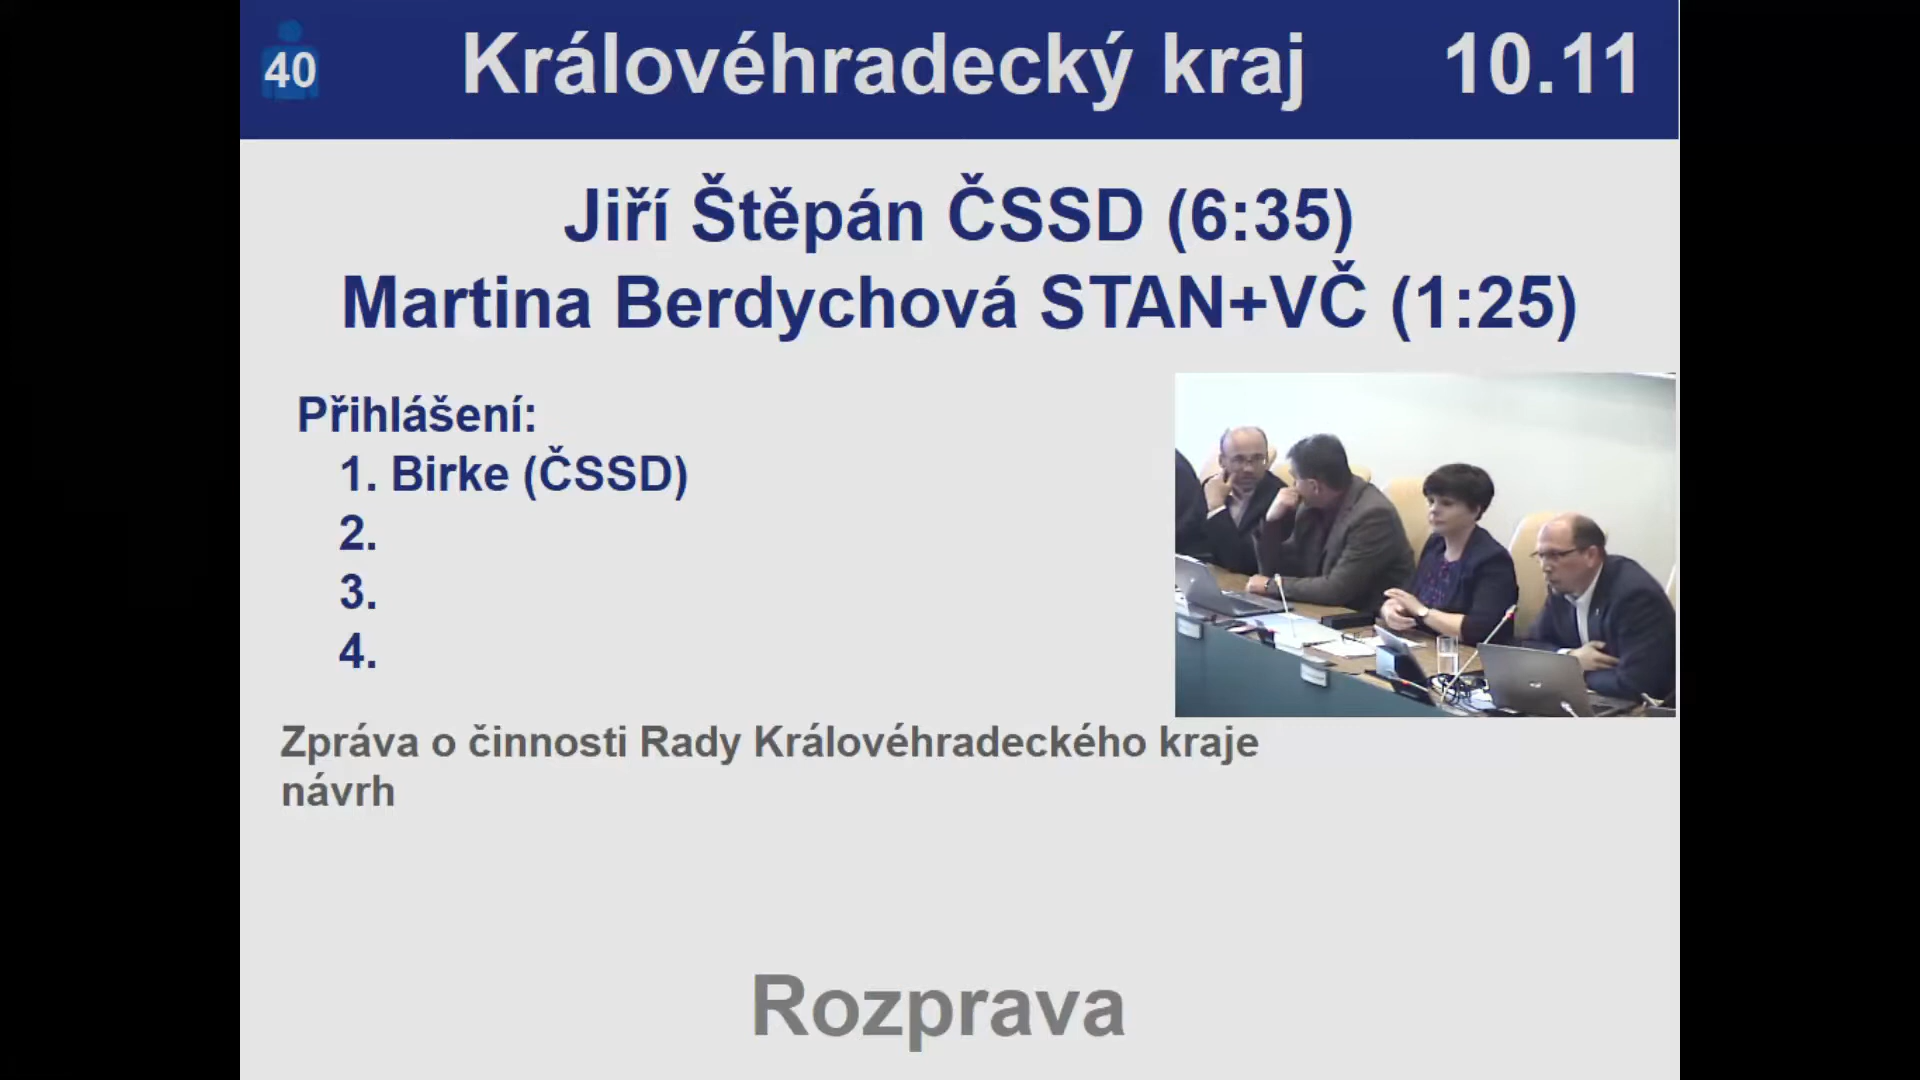 40
Královéhradecký kraj
10.11
Jiří Štěpán ČSSD (6:35)
Martina Berdychová STAN+VČ (1:25)
Přihlášení:
1. Birke (ČSSD)
2.
3.
4.
Zpráva o činnosti Rady Královéhradeckého kraje
návrh
Rozprava